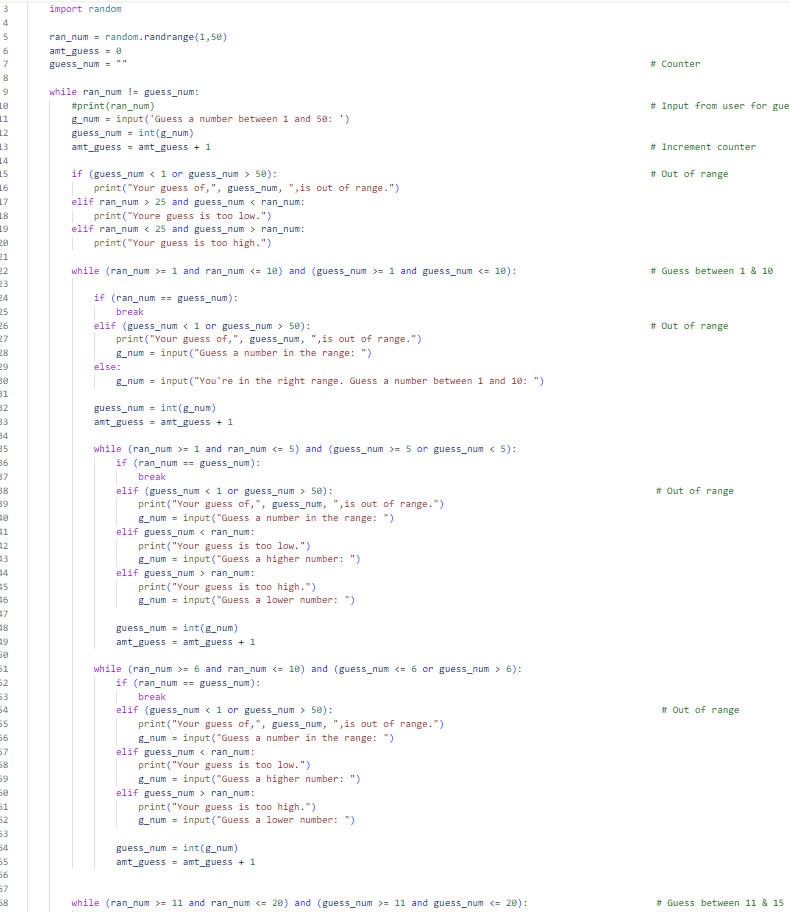 3 import random
4
5 ran_num = random.randrange(1,50)
6 amt_guess = 0
7 guess_num = "" # Counter
8
9 while ran_num != guess_num:
10 #print(ran_num) # Input from user for gue
11 g_num = input('Guess a number between 1 and 50: ')
12 guess_num = int(g_num)
13 amt_guess = amt_guess + 1 # Increment counter
14
15 if (guess_num < 1 or guess_num > 50): # Out of range
16 print("Your guess of,", guess_num, ",is out of range.")
17 elif ran_num > 25 and guess_num < ran_num:
18 print("Youre guess is too low.")
19 elif ran_num < 25 and guess_num > ran_num:
20 print("Your guess is too high.")
21
22 while (ran_num >= 1 and ran_num <= 10) and (guess_num >= 1 and guess_num <= 10): # Guess between 1 & 10
23
24 if (ran_num == guess_num):
25 break
26 elif (guess_num < 1 or guess_num > 50): # Out of range
27 print("Your guess of,", guess_num, ",is out of range.")
28 g_num = input("Guess a number in the range: ")
29 else:
30 g_num = input("You're in the right range. Guess a number between 1 and 10: ")
31
32 guess_num = int(g_num)
33 amt_guess = amt_guess + 1
34
35 while (ran_num >= 1 and ran_num <= 5) and (guess_num >= 5 or guess_num < 5):
36 if (ran_num == guess_num):
37 break
38 elif (guess_num < 1 or guess_num > 50): # Out of range
39 print("Your guess of,", guess_num, ",is out of range.")
40 g_num = input("Guess a number in the range: ")
41 elif guess_num < ran_num:
42 print("Your guess is too low.")
43 g_num = input("Guess a higher number: ")
44 elif guess_num > ran_num:
45 print("Your guess is too high.")
46 g_num = input("Guess a lower number: ")
47
48 guess_num = int(g_num)
49 amt_guess = amt_guess + 1
50
51 while (ran_num >= 6 and ran_num <= 10) and (guess_num <= 6 or guess_num > 6):
52 if (ran_num == guess_num):
53 break
54 elif (guess_num < 1 or guess_num > 50): # Out of range
55 print("Your guess of,", guess_num, ",is out of range.")
56 g_num = input("Guess a number in the range: ")
57 elif guess_num < ran_num:
58 print("Your guess is too low.")
59 g_num = input("Guess a higher number: ")
60 elif guess_num > ran_num:
61 print("Your guess is too high.")
62 g_num = input("Guess a lower number: ")
63
64 guess_num = int(g_num)
65 amt_guess = amt_guess + 1
66
67
68 while (ran_num >= 11 and ran_num <= 20) and (guess_num >= 11 and guess_num <= 20): # Guess between 11 & 15